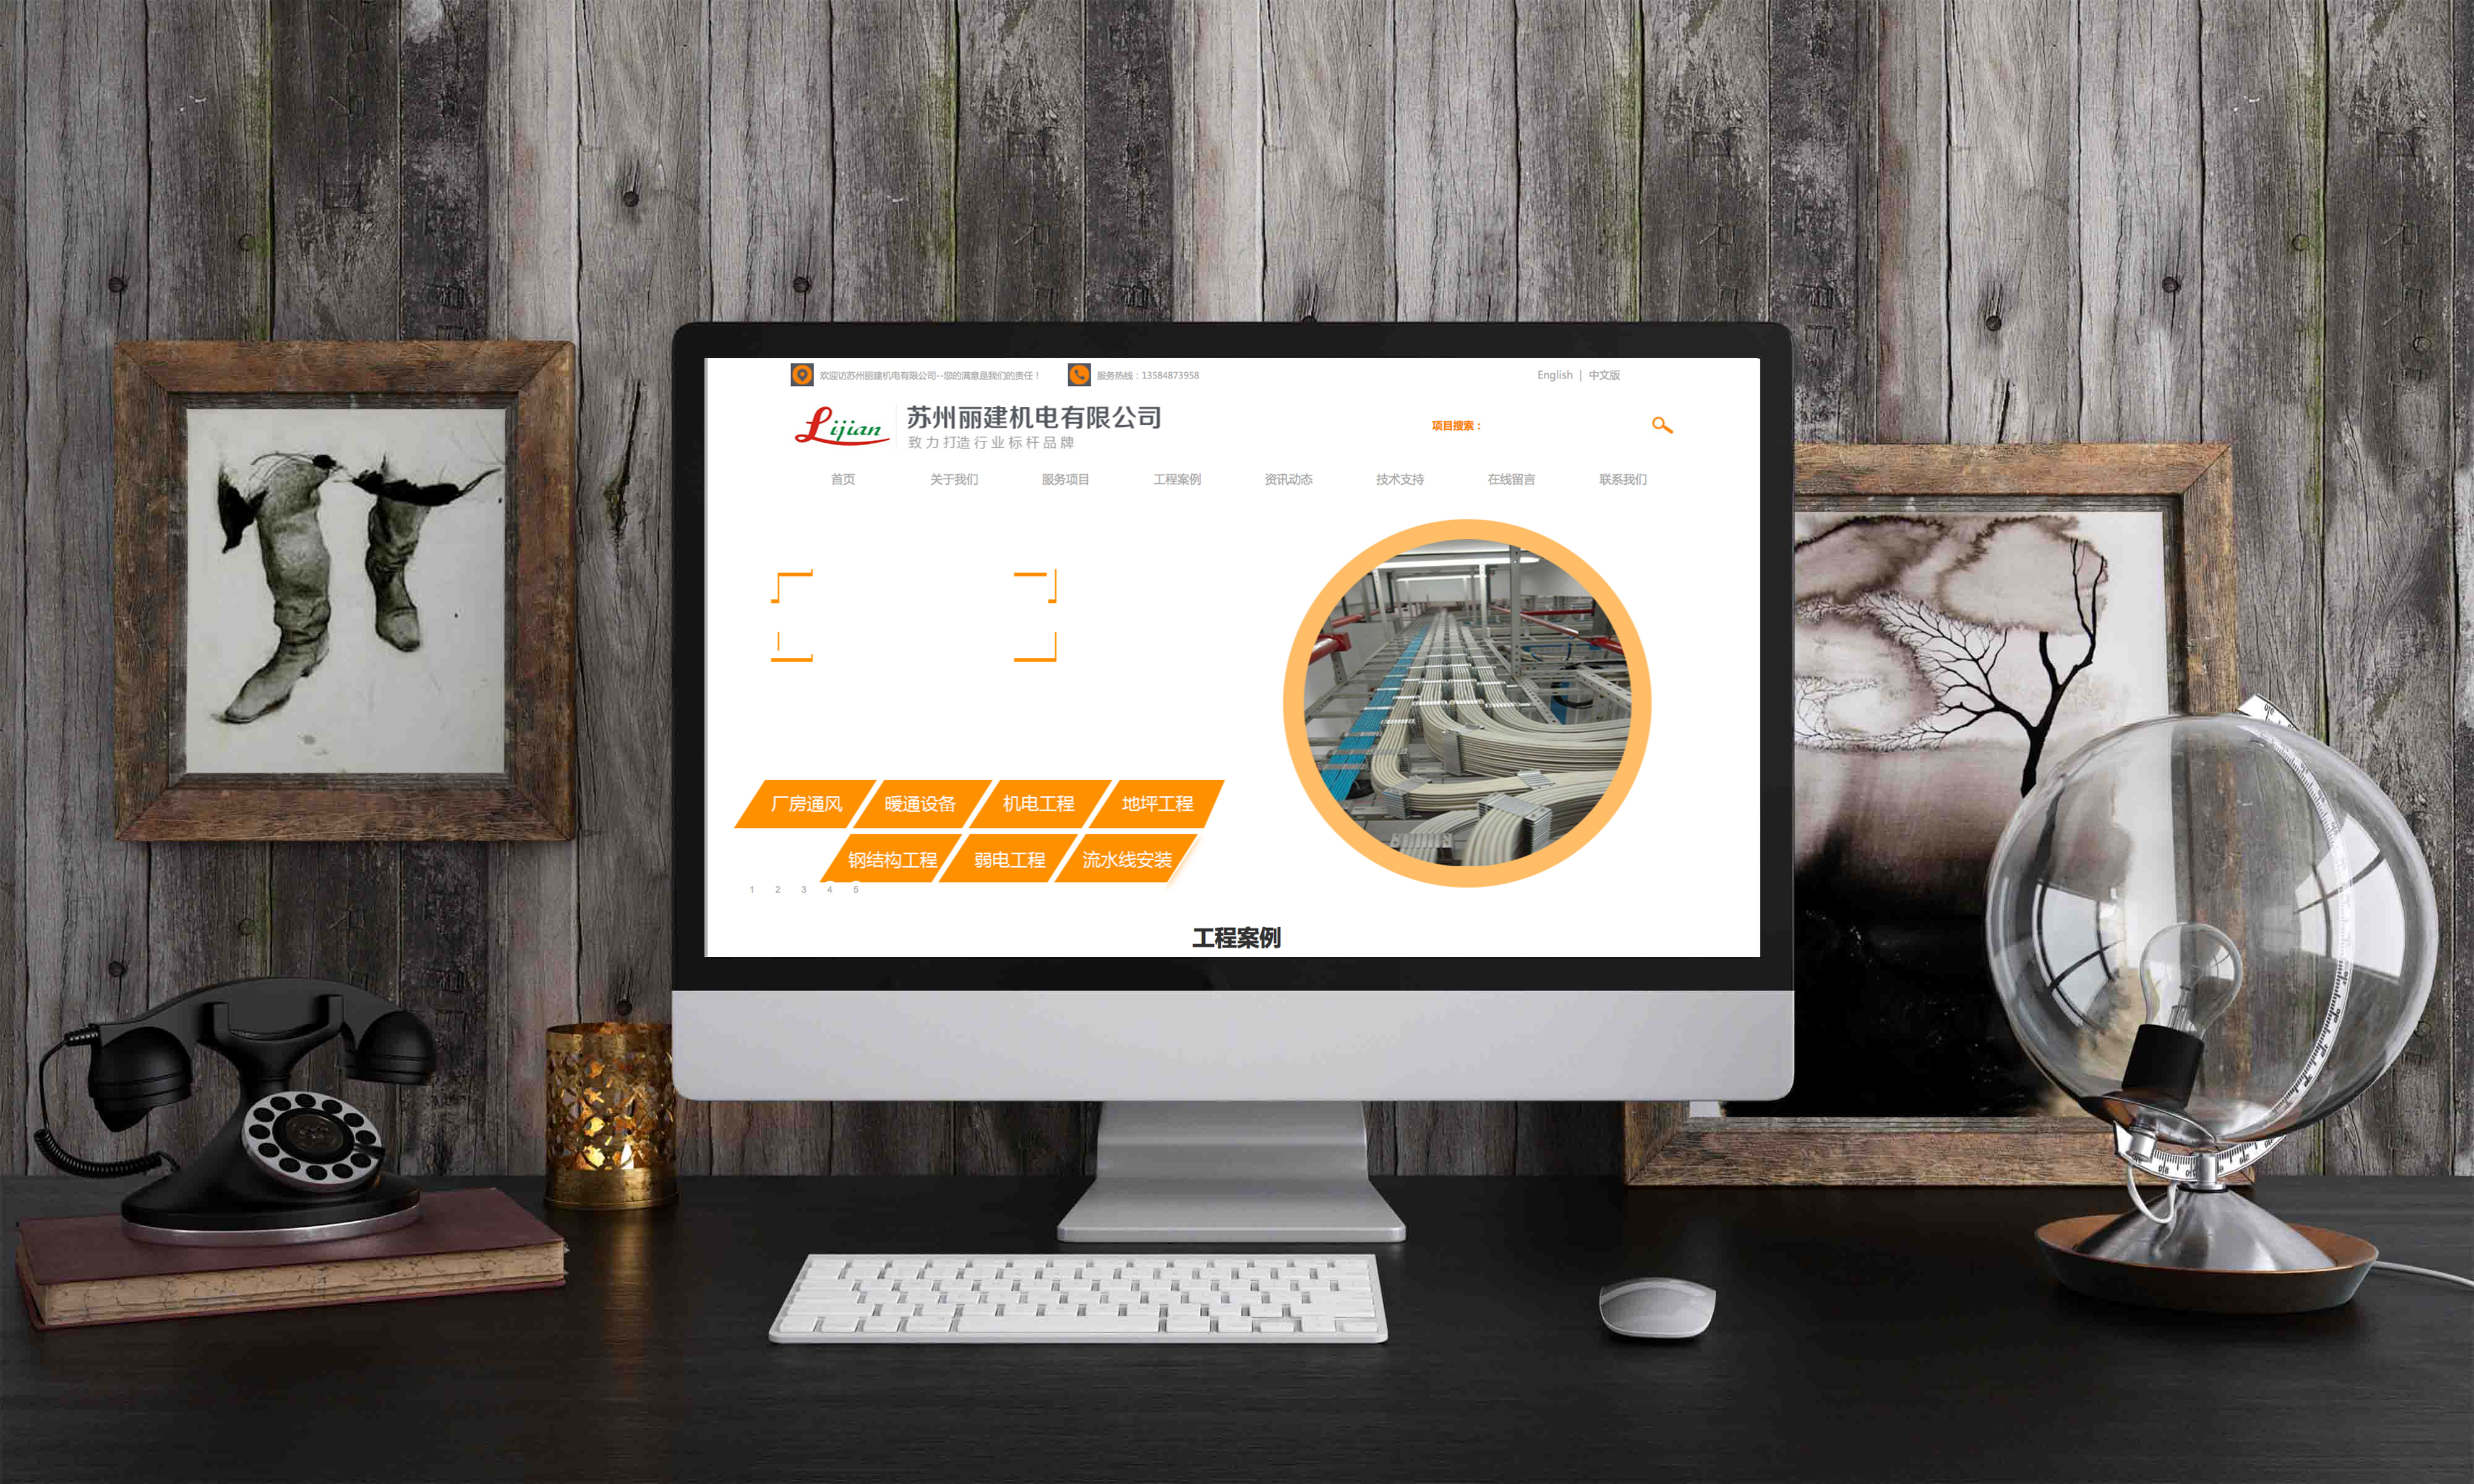 欢迎访苏州丽建机电有限公司--您的满意是我们的责任！ 服务热线：13584873958 English | 中文版
Lijian 苏州丽建机电有限公司
致力打造行业标杆品牌
项目搜索：
首页 关于我们 服务项目 工程案例 资讯动态 技术支持 在线留言 联系我们
厂房通风 暖通设备 机电工程 地坪工程
钢结构工程 弱电工程 流水线安装
1 2 3 4 5
工程案例